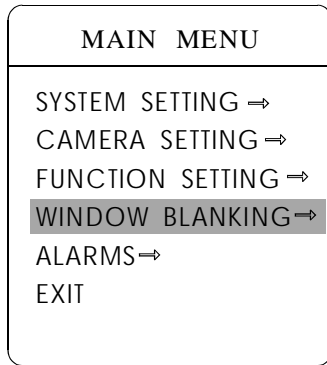 MAIN MENU
SYSTEM SETTING ⇒
CAMERA SETTING ⇒
FUNCTION SETTING ⇒
WINDOW BLANKING ⇒
ALARMS ⇒
EXIT